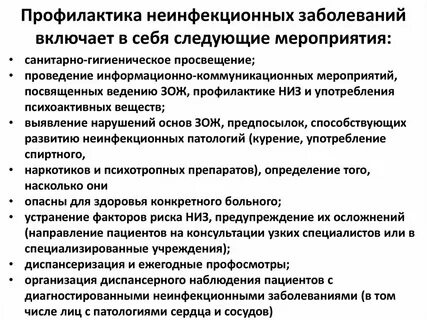 Профилактика неинфекционных заболеваний
включает в себя следующие мероприятия:
• санитарно-гигиеническое просвещение;
• проведение информационно-коммуникационных мероприятий,
посвященных ведению ЗОЖ, профилактике НИЗ и употребления
психоактивных веществ;
• выявление нарушений основ ЗОЖ, предпосылок, способствующих
развитию неинфекционных патологий (курение, употребление
спиртного,
• наркотиков и психотропных препаратов), определение того,
насколько они
• опасны для здоровья конкретного больного;
• устранение факторов риска НИЗ, предупреждение их осложнений
(направление пациентов на консультации узких специалистов или в
специализированные учреждения);
• диспансеризация и ежегодные профосмотры;
• организация диспансерного наблюдения пациентов с
диагностированными неинфекционными заболеваниями (в том
числе лиц с патологиями сердца и сосудов)